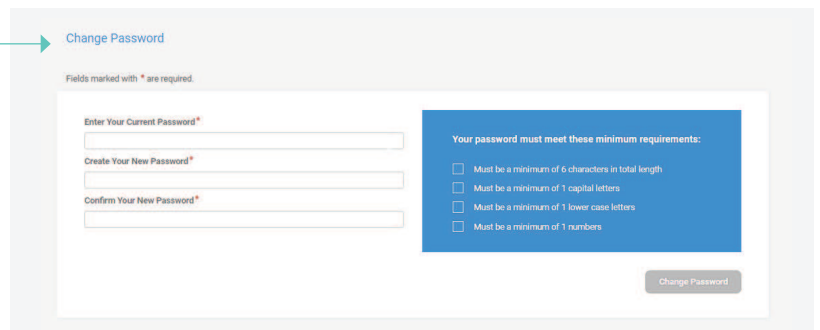 Change Password
Fields marked with * are required.
Enter Your Current Password*
Create Your New Password*
Confirm Your New Password*
Your password must meet these minimum requirements:
Must be a minimum of 6 characters in total length
Must be a minimum of 1 capital letters
Must be a minimum of 1 lower case letters
Must be a minimum of 1 numbers
Change Password